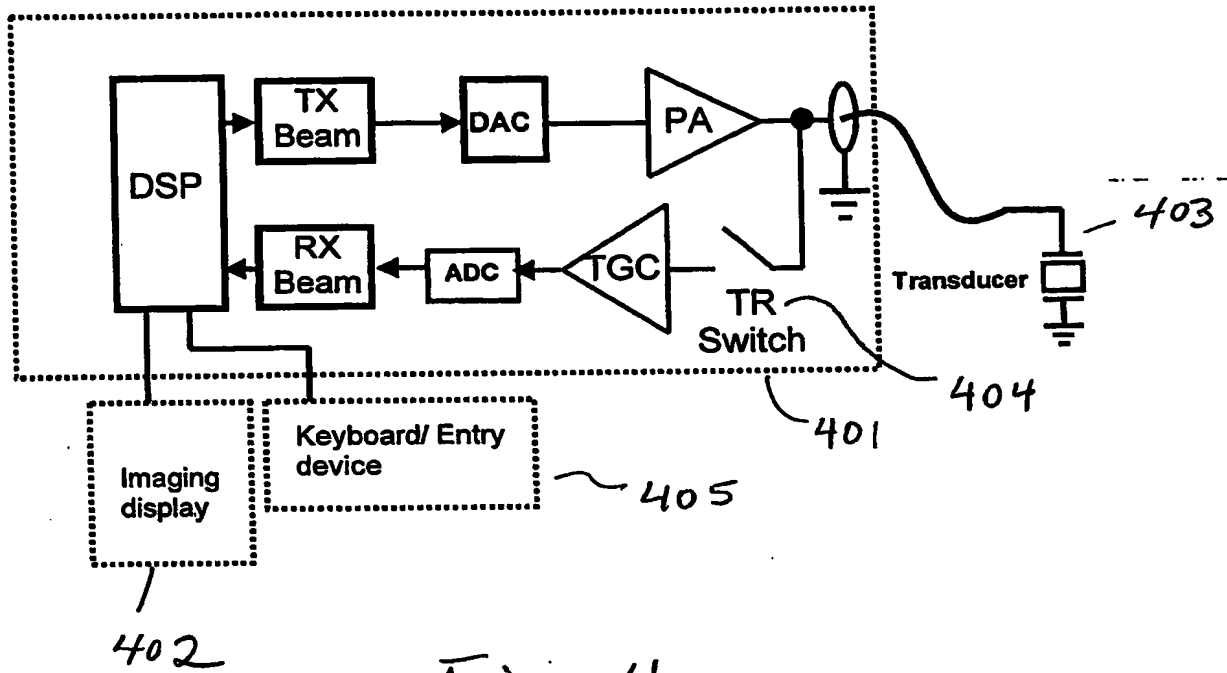 TX
Beam
DAC
PA
DSP
RX
Beam
ADC
TGC
TR
Switch
Transducer
403
404
401
Keyboard/ Entry
device
405
Imaging
display
402